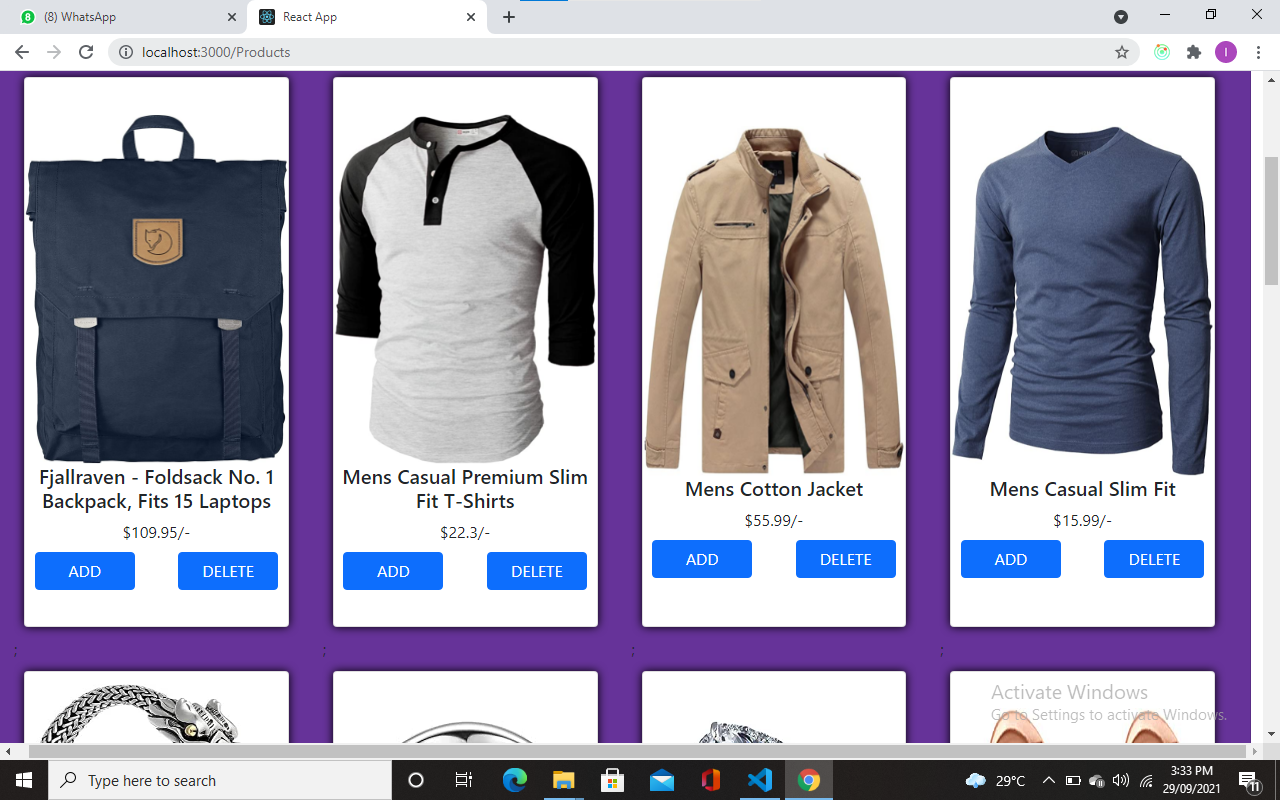 (8) WhatsApp
React App
localhost:3000/Products
I
Fjallraven - Foldsack No. 1
Backpack, Fits 15 Laptops
$109.95/-
ADD
DELETE
Mens Casual Premium Slim
Fit T-Shirts
$22.3/-
ADD
DELETE
Mens Cotton Jacket
$55.99/-
ADD
DELETE
Mens Casual Slim Fit
$15.99/-
ADD
DELETE
;
;
;
;
Activate Windows
Go to Settings to activate Windows.
Type here to search
29°C
3:33 PM
29/09/2021
11